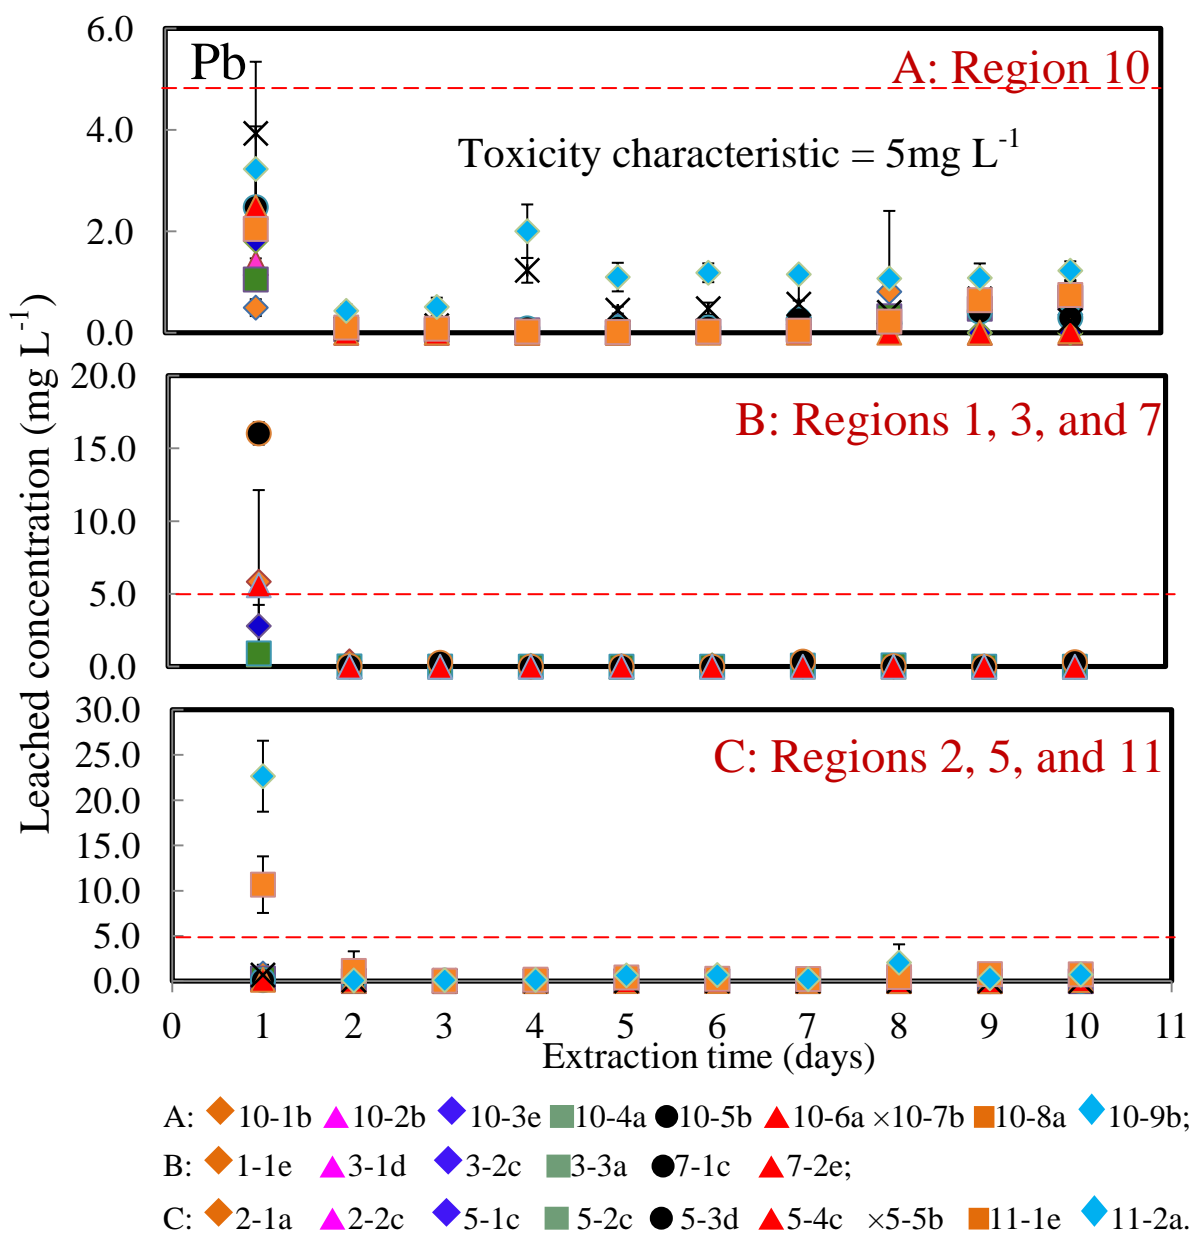 Leached concentration (mg L-1)
6.0
4.0
2.0
0.0
Pb
A: Region 10
Toxicity characteristic = 5mg L-1
20.0
15.0
10.0
5.0
0.0
B: Regions 1, 3, and 7
30.0
25.0
20.0
15.0
10.0
5.0
0.0
C: Regions 2, 5, and 11
0 1 2 3 4 5 6 7 8 9 10 11
Extraction time (days)
A: 10-1b 10-2b 10-3e 10-4a 10-5b 10-6a ×10-7b 10-8a 10-9b;
B: 1-1e 3-1d 3-2c 3-3a 7-1c 7-2e;
C: 2-1a 2-2c 5-1c 5-2c 5-3d 5-4c ×5-5b 11-1e 11-2a.